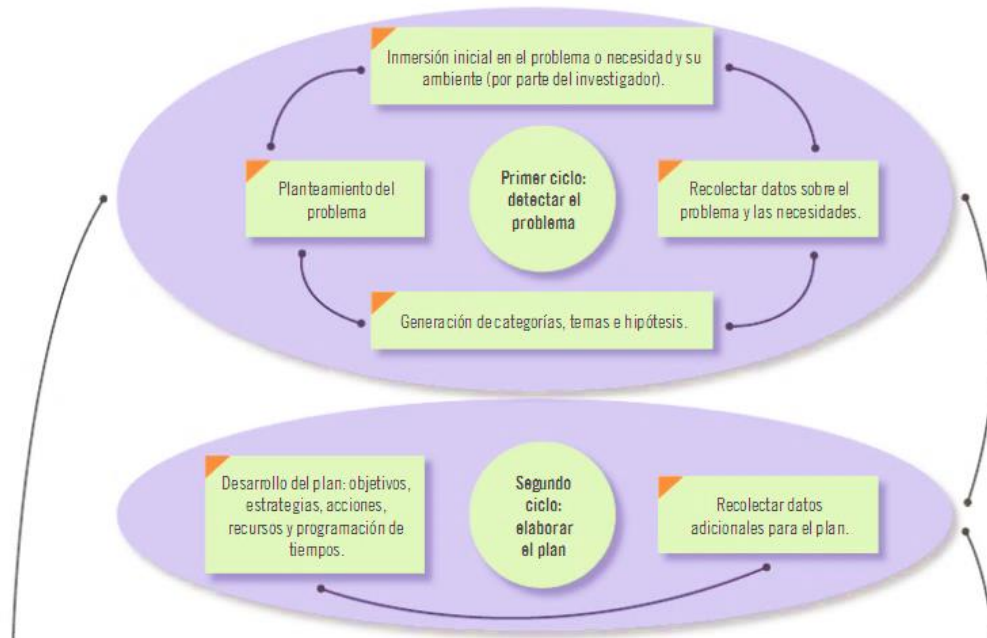 Inmersión inicial en el problema o necesidad y su
ambiente (por parte del investigador).
Planteamiento del
problema
Primer ciclo:
detectar el
problema
Recolectar datos sobre el
problema y las necesidades.
Generación de categorías, temas e hipótesis.
Desarrollo del plan: objetivos,
estrategias, acciones,
recursos y programación de
tiempos.
Segundo
ciclo:
elaborar
el plan
Recolectar datos
adicionales para el plan.